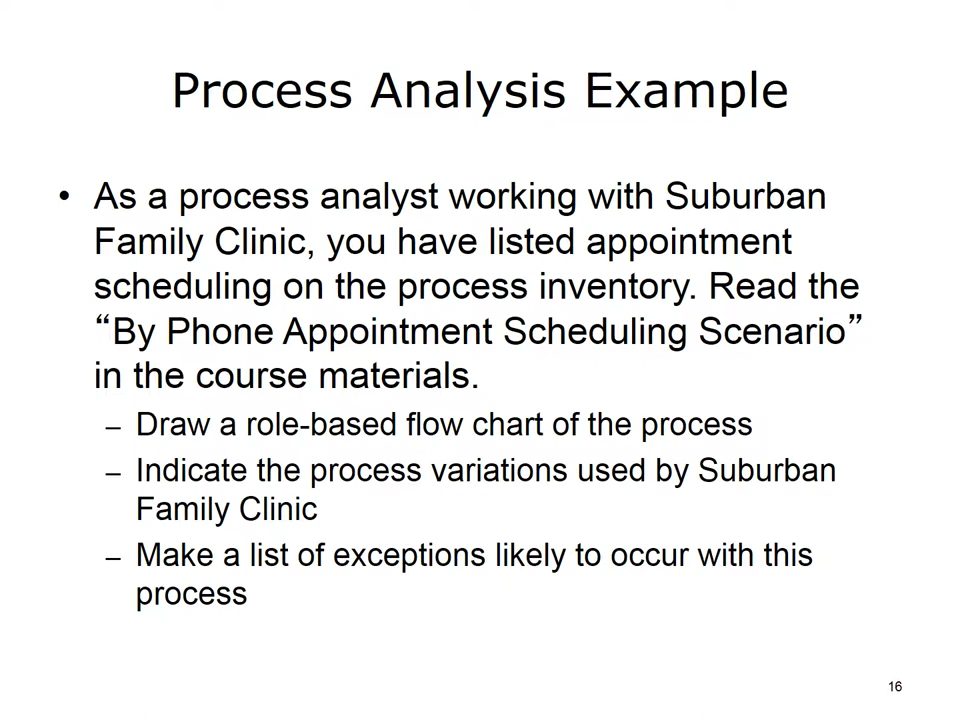 Process Analysis Example
• As a process analyst working with Suburban
Family Clinic, you have listed appointment
scheduling on the process inventory. Read the
“By Phone Appointment Scheduling Scenario”
in the course materials.
– Draw a role-based flow chart of the process
– Indicate the process variations used by Suburban
Family Clinic
– Make a list of exceptions likely to occur with this
process
16